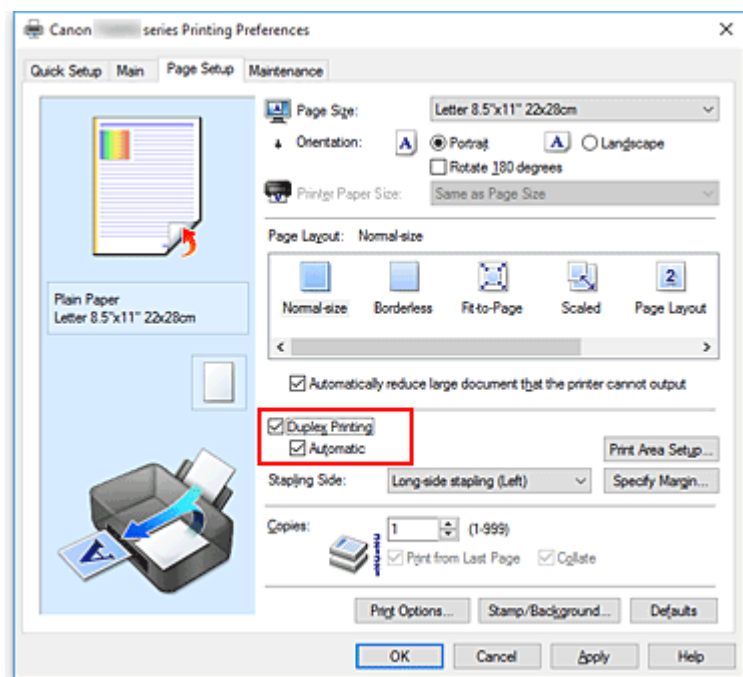 Canon series Printing Preferences
Quick Setup Main Page Setup Maintenance
Page Size: Letter 8.5"x11" 22x28cm
Orientation: A Portrait A Landscape
Rotate 180 degrees
Printer Paper Size: Same as Page Size
Page Layout: Normal-size
Normal-size Borderless Fit-to-Page Scaled 2 Page Layout
Plain Paper
Letter 8.5"x11" 22x28cm
Automatically reduce large document that the printer cannot output
Duplex Printing
Automatic
Print Area Setup...
Stapling Side: Long-side stapling (Left) Specify Margin...
Copies: 1 (1-999)
Print from Last Page Collate
A
Print Options... Stamp/Background... Defaults
OK Cancel Apply Help